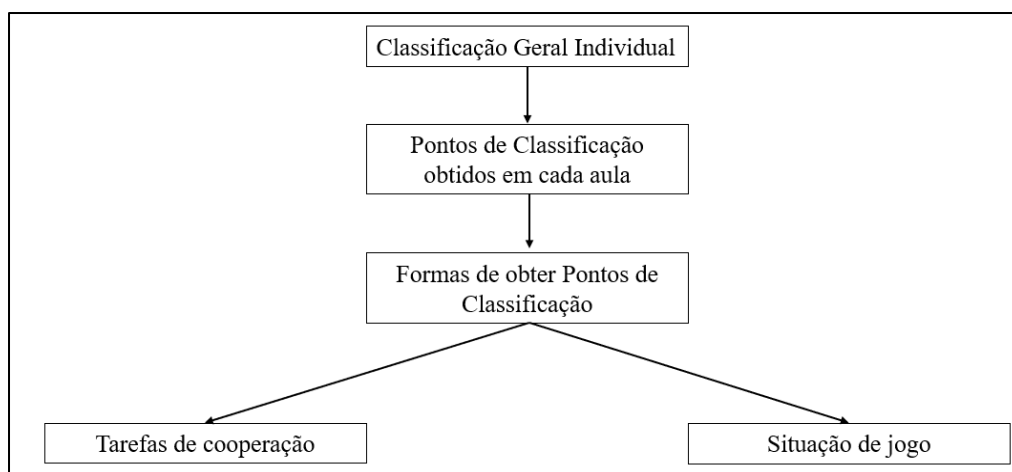 Classificação Geral Individual
Pontos de Classificação
obtidos em cada aula
Formas de obter Pontos de
Classificação
Tarefas de cooperação
Situação de jogo